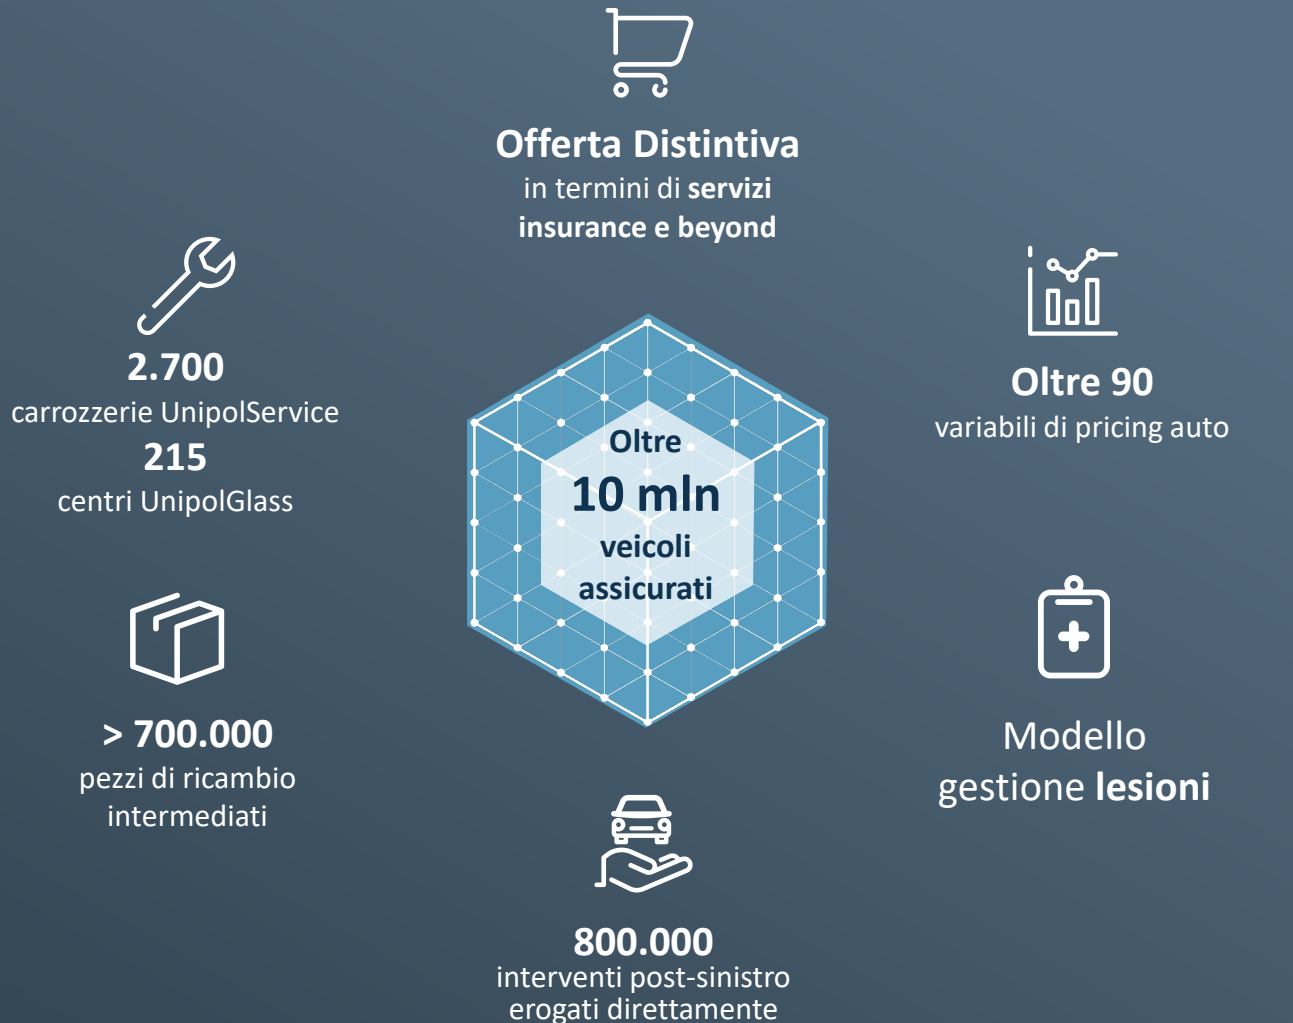 Offerta Distintiva
in termini di servizi
insurance e beyond
2.700
carrozzerie UnipolService
215
centri UnipolGlass
Oltre 90
variabili di pricing auto
Oltre
10 mln
veicoli
assicurati
> 700.000
pezzi di ricambio
intermediati
Modello
gestione lesioni
800.000
interventi post-sinistro
erogati direttamente